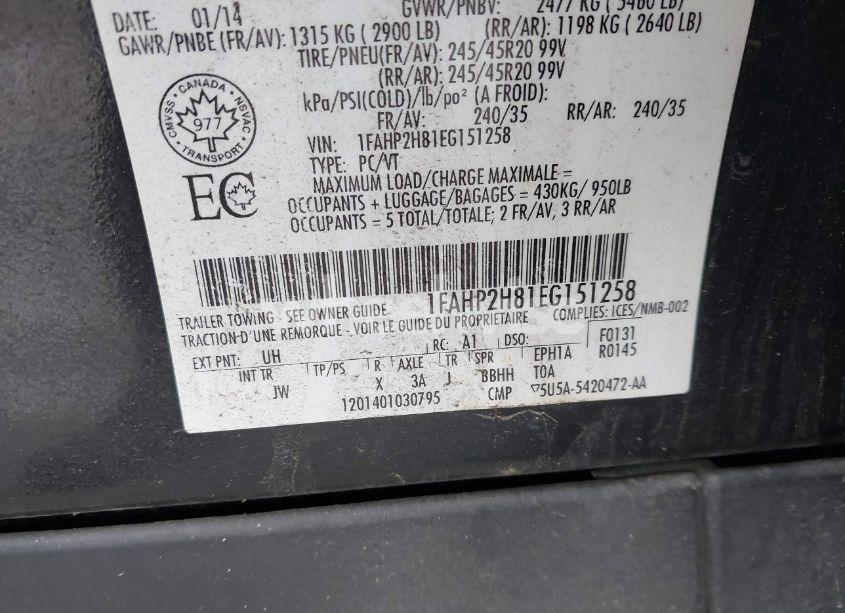 DATE: 01/14 GVWR/PNBV: 2477 KG ( 5460 LB)
GAWR/PNBE (FR/AV): 1315 KG ( 2900 LB) (RR/AR): 1198 KG ( 2640 LB)
TIRE/PNEU(FR/AV): 245/45R20 99V
(RR/AR): 245/45R20 99V
kPa/PSI(COLD)/lb/po² (A FROID):
FR/AV: 240/35 RR/AR: 240/35
CANADA
CMVSS NSVAC
977
TRANSPORT
VIN: 1FAHP2H81EG151258
TYPE: PC/VT
EC
MAXIMUM LOAD/CHARGE MAXIMALE =
OCCUPANTS + LUGGAGE/BAGAGES = 430KG/ 950LB
OCCUPANTS = 5 TOTAL/TOTALE; 2 FR/AV, 3 RR/AR
1FAHP2H81EG151258
TRAILER TOWING - SEE OWNER GUIDE. COMPLIES: ICES/NMB-002
TRACTION D'UNE REMORQUE - VOIR LE GUIDE DU PROPRIETAIRE
RC: A1 DSO: F0131
EXT PNT: UH R0145
INT TR TP/PS R AXLE TR SPR EPH1A
JW X 3A J BBHH T0A
1201401030795 CMP ▽5U5A-5420472-AA